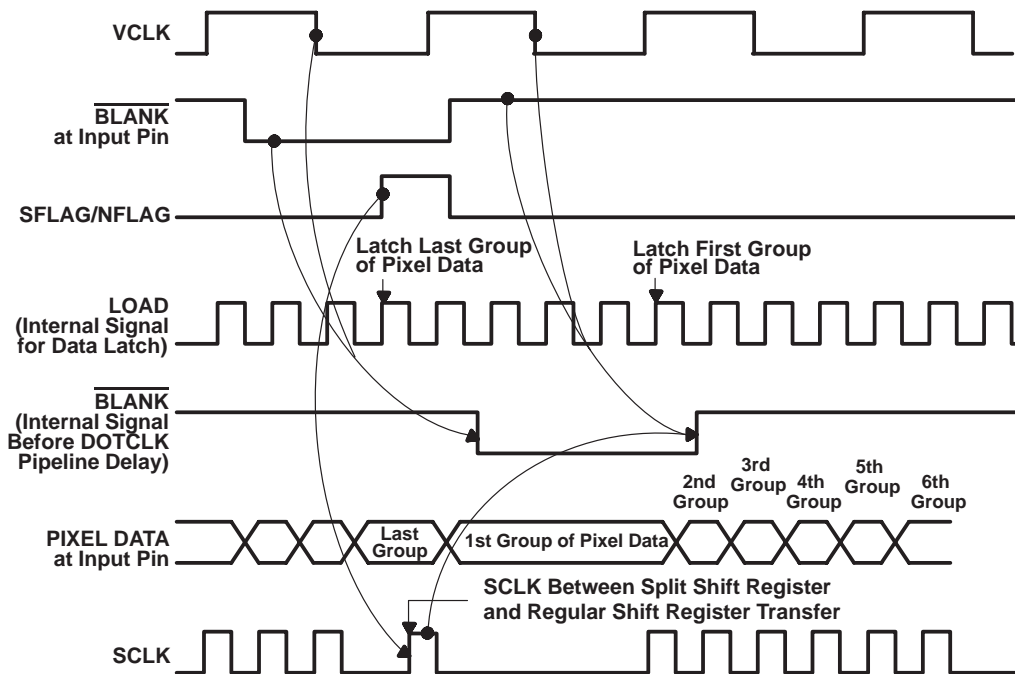 VCLK
BLANK
at Input Pin
SFLAG/NFLAG
Latch Last Group
of Pixel Data
Latch First Group
of Pixel Data
LOAD
(Internal Signal
for Data Latch)
BLANK
(Internal Signal
Before DOTCLK
Pipeline Delay)
2nd
Group
3rd
Group
4th
Group
5th
Group
6th
Group
PIXEL DATA
at Input Pin
Last
Group
1st Group of Pixel Data
SCLK Between Split Shift Register
and Regular Shift Register Transfer
SCLK